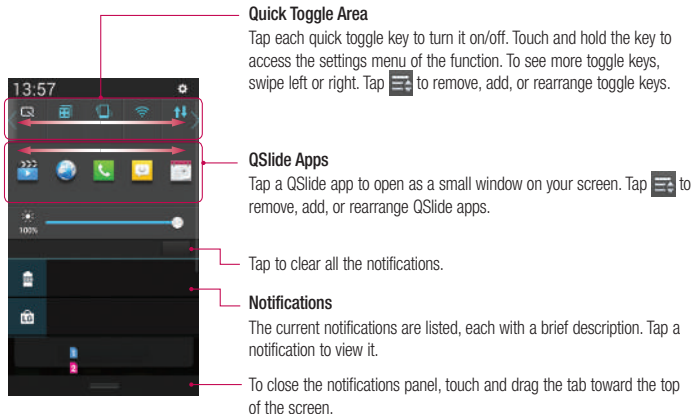 Quick Toggle Area
Tap each quick toggle key to turn it on/off. Touch and hold the key to
access the settings menu of the function. To see more toggle keys,
swipe left or right. Tap to remove, add, or rearrange toggle keys.
13:57
QSlide Apps
Tap a QSlide app to open as a small window on your screen. Tap to
remove, add, or rearrange QSlide apps.
100%
Tap to clear all the notifications.
Notifications
The current notifications are listed, each with a brief description. Tap a
notification to view it.
LG
1
2
To close the notifications panel, touch and drag the tab toward the top
of the screen.